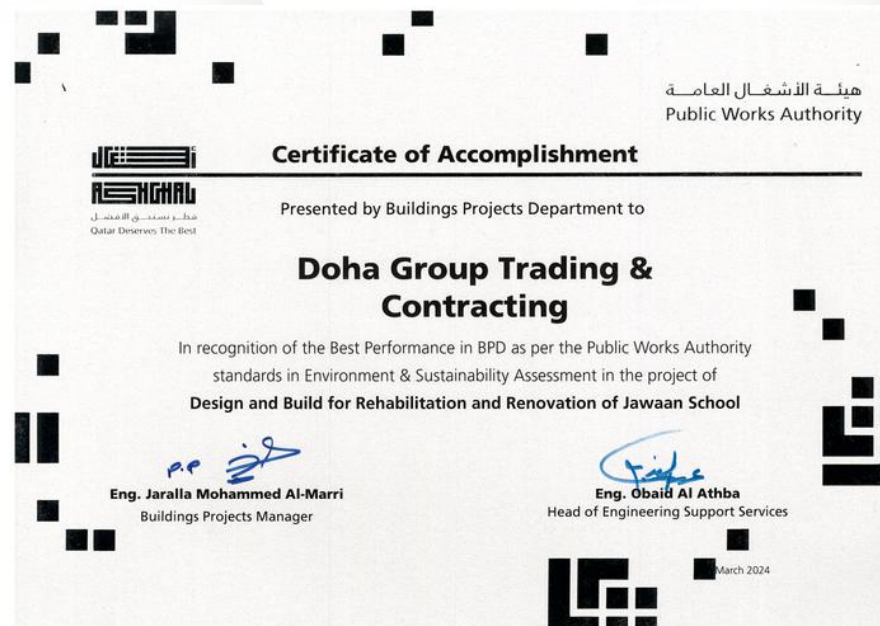 هيئة الأشغال العامة
Public Works Authority
أشغال
ASHGHAL
قطر تستحق الأفضل
Qatar Deserves The Best
Certificate of Accomplishment
Presented by Buildings Projects Department to
Doha Group Trading &
Contracting
In recognition of the Best Performance in BPD as per the Public Works Authority
standards in Environment & Sustainability Assessment in the project of
Design and Build for Rehabilitation and Renovation of Jawaan School
p.p
Eng. Jaralla Mohammed Al-Marri
Buildings Projects Manager
Eng. Obaid Al Athba
Head of Engineering Support Services
March 2024